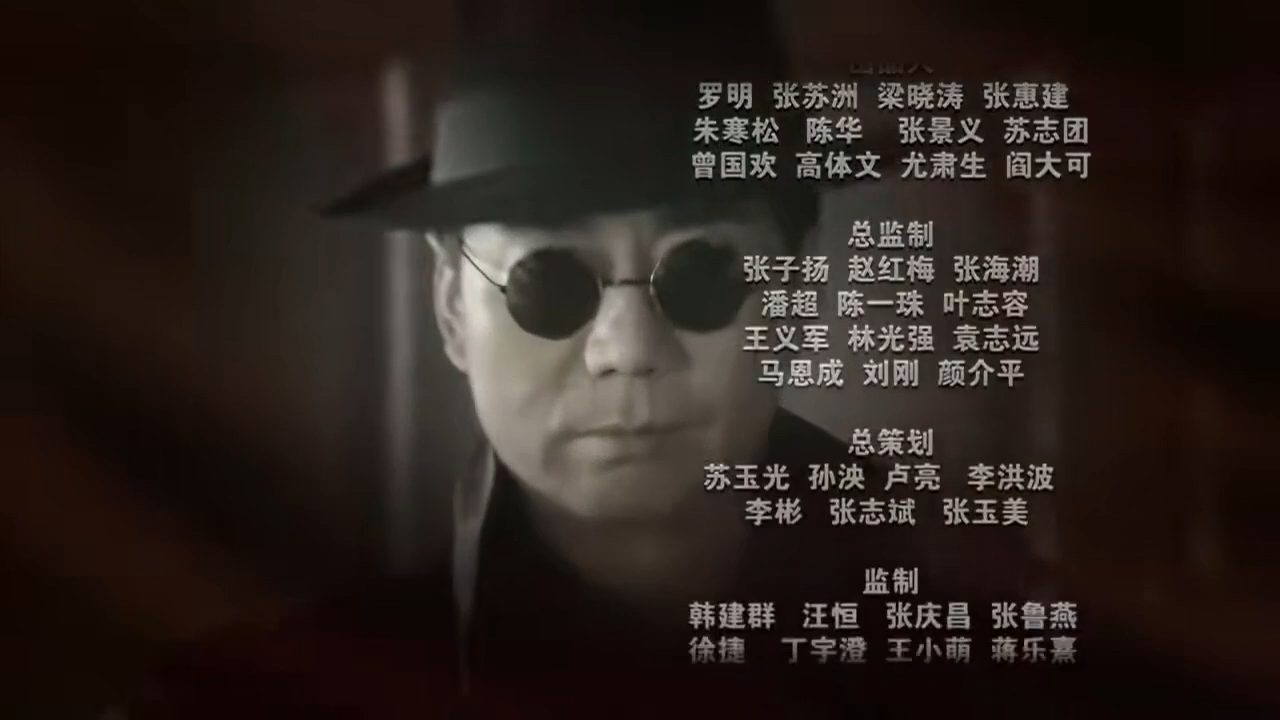 罗明 张苏洲 梁晓涛 张惠建
朱寒松 陈华 张景义 苏志团
曾国欢 高体文 尤肃生 阎大可
总监制
张子扬 赵红梅 张海潮
潘超 陈一珠 叶志容
王义军 林光强 袁志远
马恩成 刘刚 颜介平
总策划
苏玉光 孙泱 卢亮 李洪波
李彬 张志斌 张玉美
监制
韩建群 汪恒 张庆昌 张鲁燕
徐捷 丁宇澄 王小萌 蒋乐熹